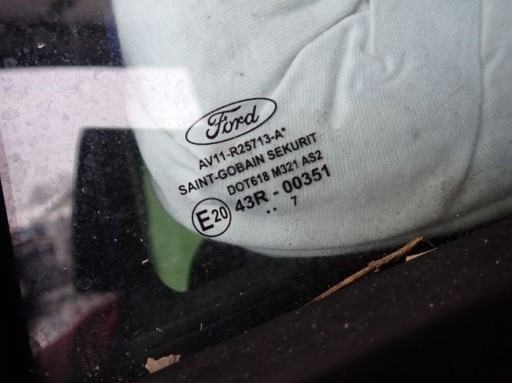 Ford
AV11-R25713-A*
SAINT-GOBAIN SEKURIT
DOT618 M321 AS2
E20 43R - 00351
.. 7